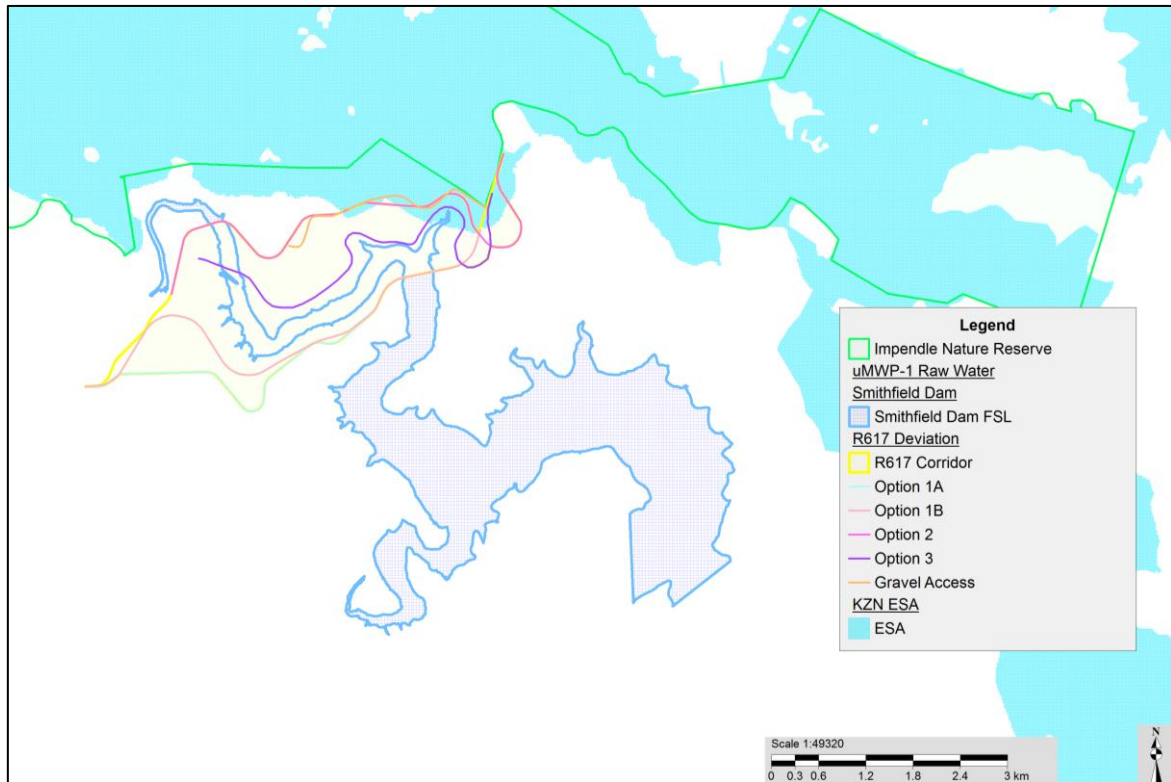 Legend
Impendle Nature Reserve
uMWP-1 Raw Water
Smithfield Dam
Smithfield Dam FSL
R617 Deviation
R617 Corridor
Option 1A
Option 1B
Option 2
Option 3
Gravel Access
KZN ESA
ESA
Scale 1:49320
0 0.3 0.6 1.2 1.8 2.4 3 km
N